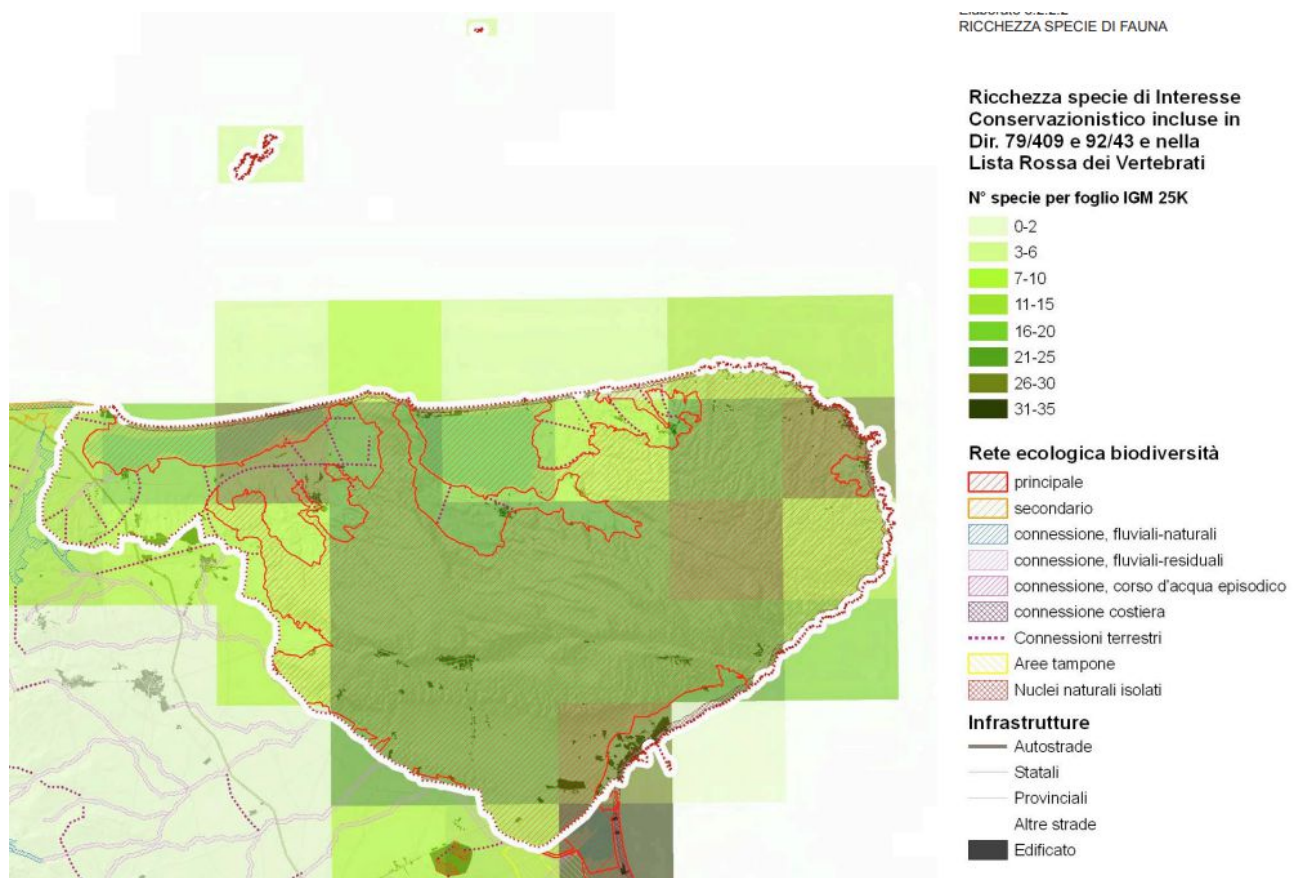 RICCHEZZA SPECIE DI FAUNA
Ricchezza specie di Interesse
Conservazionistico incluse in
Dir. 79/409 e 92/43 e nella
Lista Rossa dei Vertebrati
N° specie per foglio IGM 25K
0-2
3-6
7-10
11-15
16-20
21-25
26-30
31-35
Rete ecologica biodiversità
principale
secondario
connessione, fluviali-naturali
connessione, fluviali-residuali
connessione, corso d'acqua episodico
connessione costiera
Connessioni terrestri
Aree tampone
Nuclei naturali isolati
Infrastrutture
Autostrade
Statali
Provinciali
Altre strade
Edificato